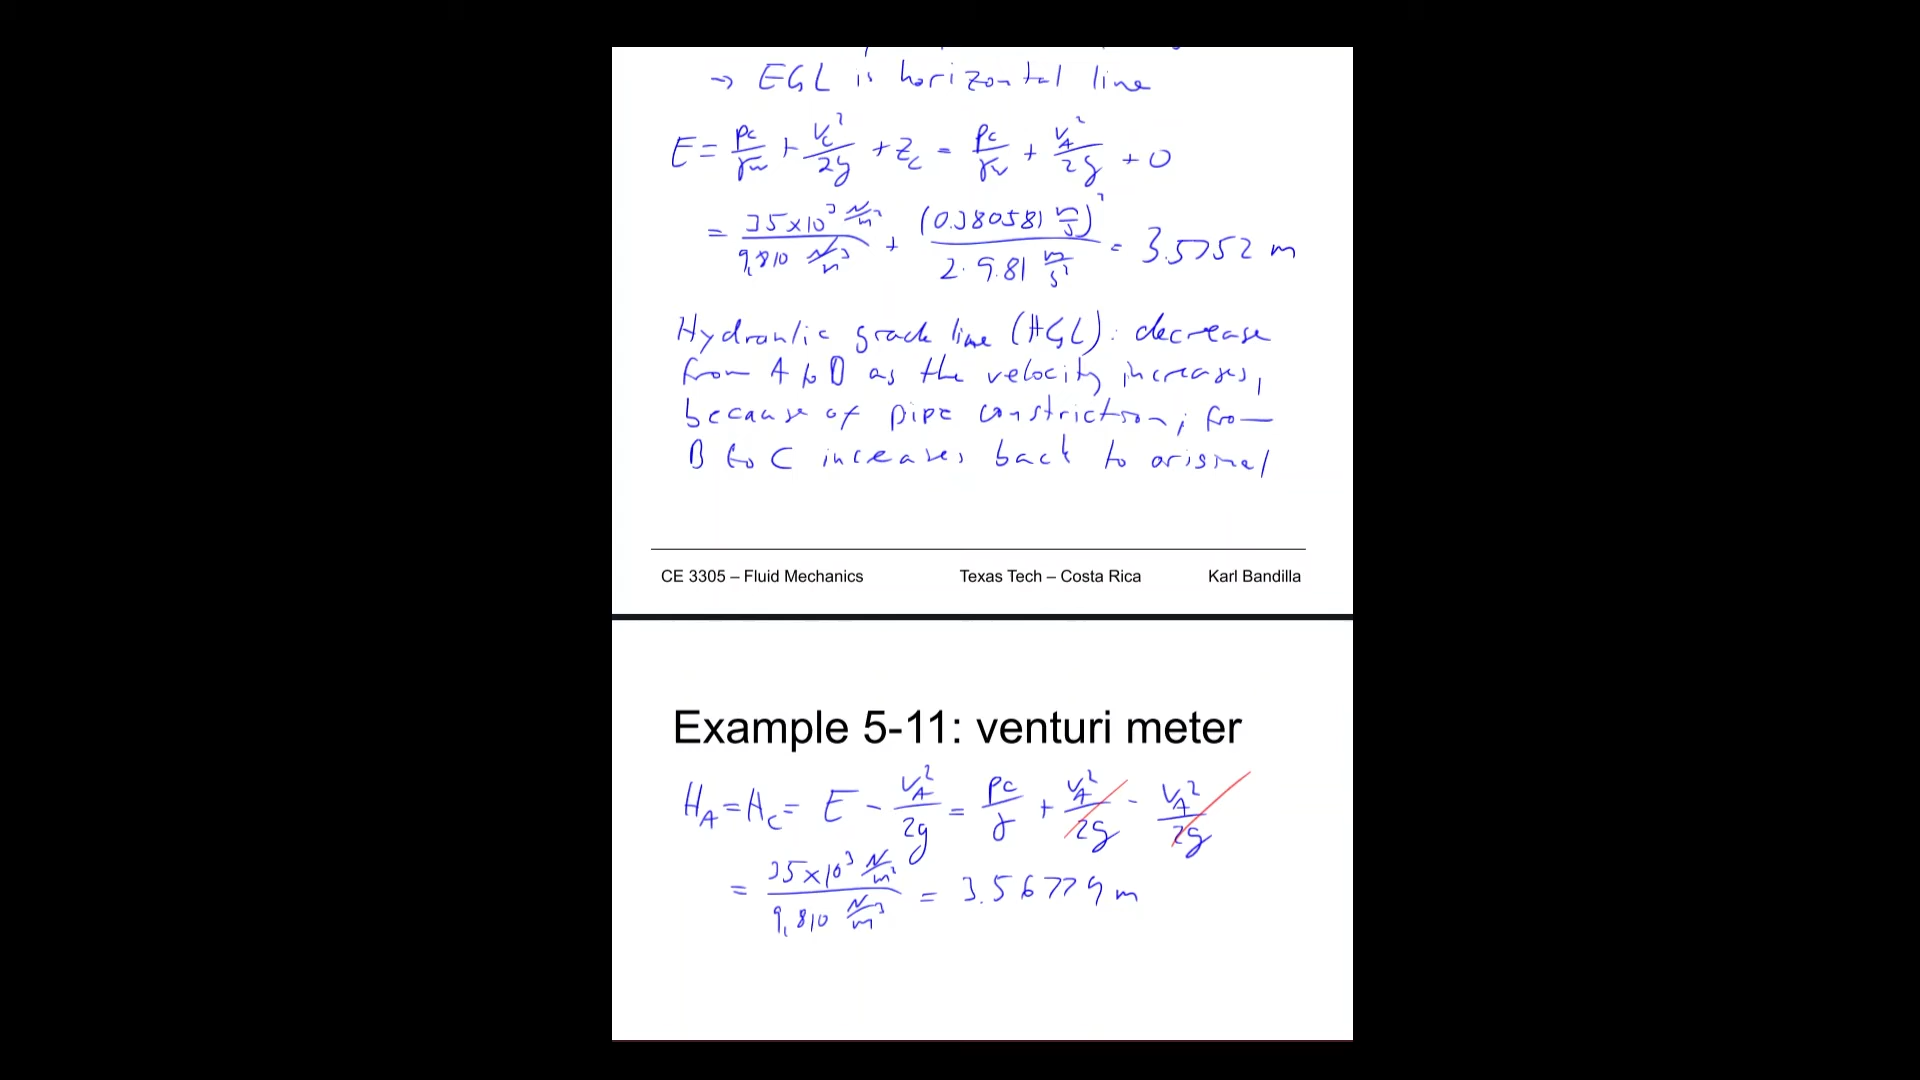 → EGL is horizontal line
E = pc/γw + Vc²/2g + Zc = pc/γw + VA²/2g + 0
= 35×10³ N/m² / 9,810 N/m³ + (0.380581 m/s)² / 2·9.81 m/s² = 3.5752 m
Hydraulic grade line (HGL): decrease
from A to B as the velocity increases,
because of pipe constriction; from
B to C increases back to original
CE 3305 – Fluid Mechanics Texas Tech – Costa Rica Karl Bandilla
Example 5-11: venturi meter
HA = HC = E - VA²/2g = pc/γ + VA²/2g - VA²/2g
= 35×10³ N/m² / 9,810 N/m³ = 3.56779 m